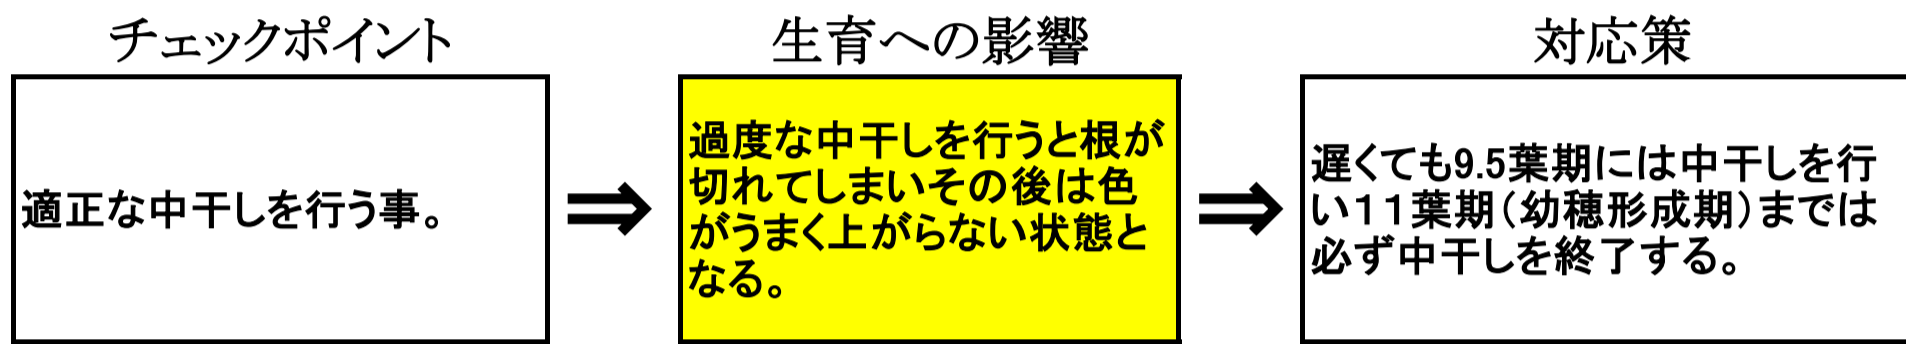 チェックポイント
生育への影響
対応策
適正な中干しを行う事。
⇒
過度な中干しを行うと根が
切れてしまいその後は色
がうまく上がらない状態と
なる。
⇒
遅くても9.5葉期には中干しを行
い11葉期(幼穂形成期)までは
必ず中干しを終了する。